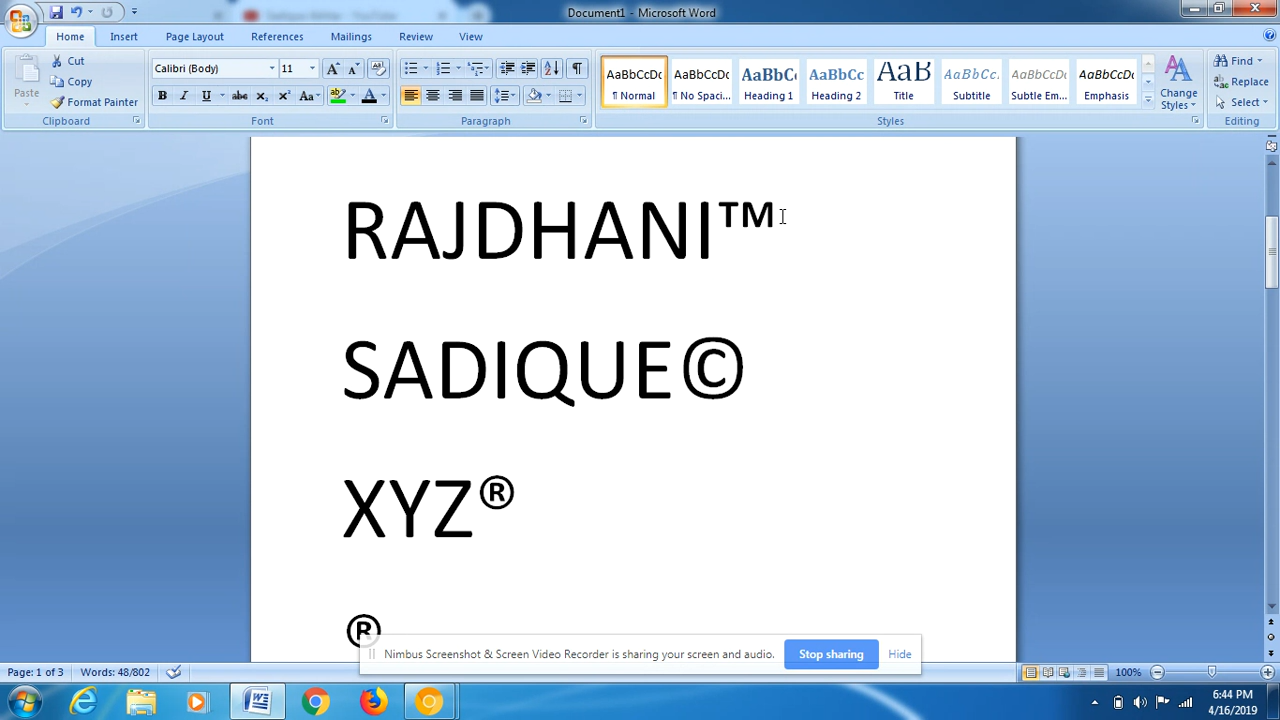 Document1 - Microsoft Word
Home Insert Page Layout References Mailings Review View
Paste
Cut
Copy
Format Painter
Clipboard
Calibri (Body) 11
Font
Paragraph
AaBbCcDc AaBbCcDc AaBbCc AaBbCc AaB AaBbCc. AaBbCcDc AaBbCcDc
¶ Normal ¶ No Spaci... Heading 1 Heading 2 Title Subtitle Subtle Em... Emphasis
Change Styles
Styles
Find
Replace
Select
Editing
RAJDHANI™
SADIQUE©
XYZ®
®
Nimbus Screenshot & Screen Video Recorder is sharing your screen and audio. Stop sharing Hide
Page: 1 of 3 Words: 48/802 100%
6:44 PM
4/16/2019